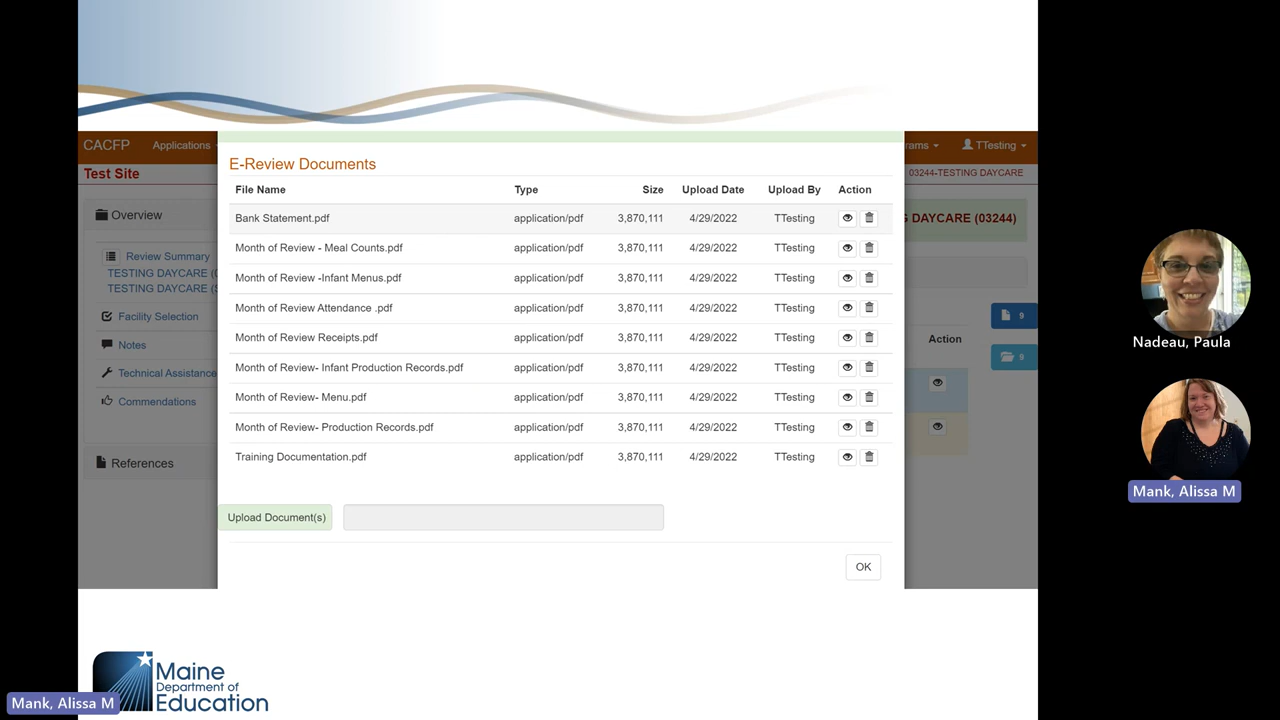 CACFP Applications rams TTesting
Test Site 03244-TESTING DAYCARE
Overview
Review Summary
TESTING DAYCARE (
TESTING DAYCARE (
Facility Selection
Notes
Technical Assistance
Commendations
References
E-Review Documents
File Name Type Size Upload Date Upload By Action
Bank Statement.pdf application/pdf 3,870,111 4/29/2022 TTesting
Month of Review - Meal Counts.pdf application/pdf 3,870,111 4/29/2022 TTesting
Month of Review -Infant Menus.pdf application/pdf 3,870,111 4/29/2022 TTesting
Month of Review Attendance .pdf application/pdf 3,870,111 4/29/2022 TTesting
Month of Review Receipts.pdf application/pdf 3,870,111 4/29/2022 TTesting
Month of Review- Infant Production Records.pdf application/pdf 3,870,111 4/29/2022 TTesting
Month of Review- Menu.pdf application/pdf 3,870,111 4/29/2022 TTesting
Month of Review- Production Records.pdf application/pdf 3,870,111 4/29/2022 TTesting
Training Documentation.pdf application/pdf 3,870,111 4/29/2022 TTesting
Upload Document(s)
OK
G DAYCARE (03244)
9
Action
9
Nadeau, Paula
Mank, Alissa M
Maine
Department of
Education
Mank, Alissa M